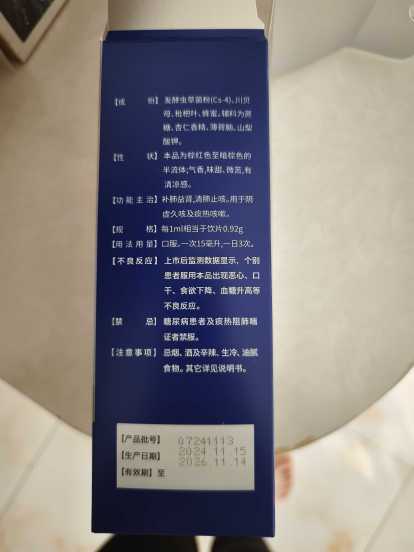 【成　　份】发酵虫草菌粉(Cs-4)、川贝
母、枇杷叶、蜂蜜。辅料为蔗
糖、杏仁香精、薄荷脑、山梨
酸钾。
【性　　状】本品为棕红色至暗棕色的
半流体；气香，味甜、微苦，有
清凉感。
【功能主治】补肺益肾，清肺止咳。用于阴
虚久咳及痰热咳嗽。
【规　　格】每1ml相当于饮片0.92g
【用法用量】口服。一次15毫升，一日3次。
【不良反应】上市后监测数据显示，个别
患者服用本品出现恶心、口
干、食欲下降、血糖升高等
不良反应。
【禁　　忌】糖尿病患者及痰热阻肺喘
证者禁服。
【注意事项】忌烟、酒及辛辣、生冷、油腻
食物。其它详见说明书。
【产品批号】07241113
【生产日期】2024.11.15
【有效期】至 2026.11.14